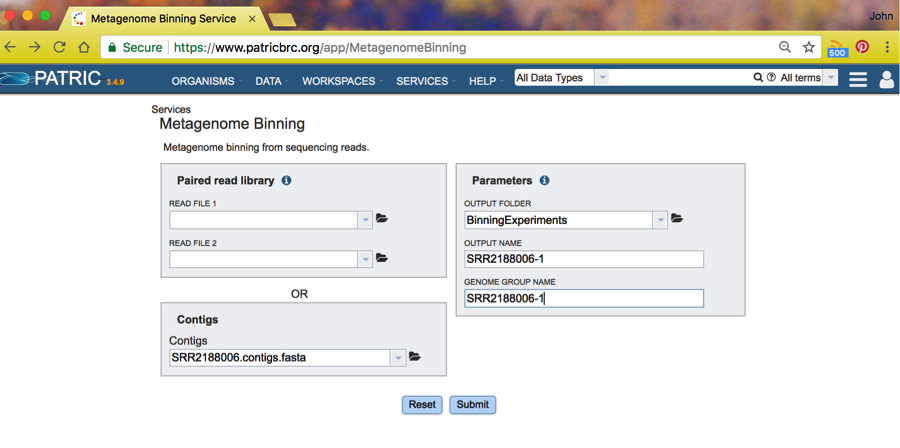 Metagenome Binning Service ×
John
Secure https://www.patricbrc.org/app/MetagenomeBinning
500
PATRIC 3.4.9 ORGANISMS DATA WORKSPACES SERVICES HELP All Data Types All terms
Services
Metagenome Binning
Metagenome binning from sequencing reads.
Paired read library
READ FILE 1
READ FILE 2
OR
Contigs
Contigs
SRR2188006.contigs.fasta
Parameters
OUTPUT FOLDER
BinningExperiments
OUTPUT NAME
SRR2188006-1
GENOME GROUP NAME
SRR2188006-1
Reset Submit